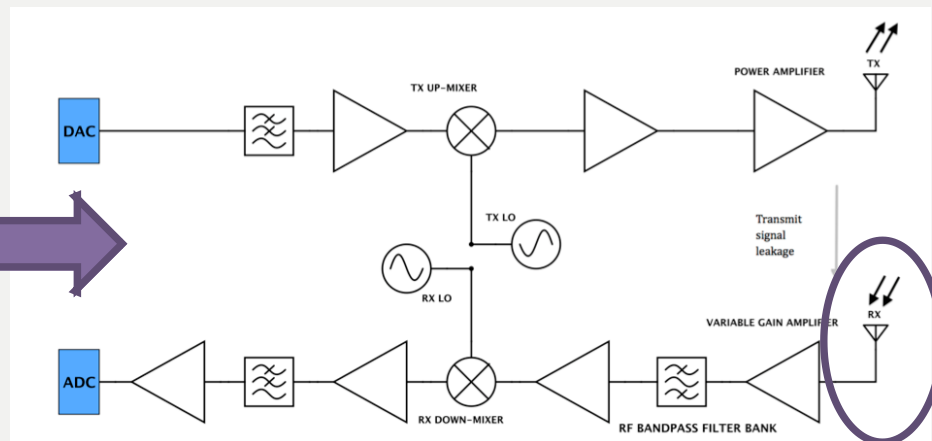 TX
POWER AMPLIFIER
TX UP-MIXER
DAC
TX LO
Transmit
signal
leakage
RX LO
RX
VARIABLE GAIN AMPLIFIER
ADC
RX DOWN-MIXER
RF BANDPASS FILTER BANK